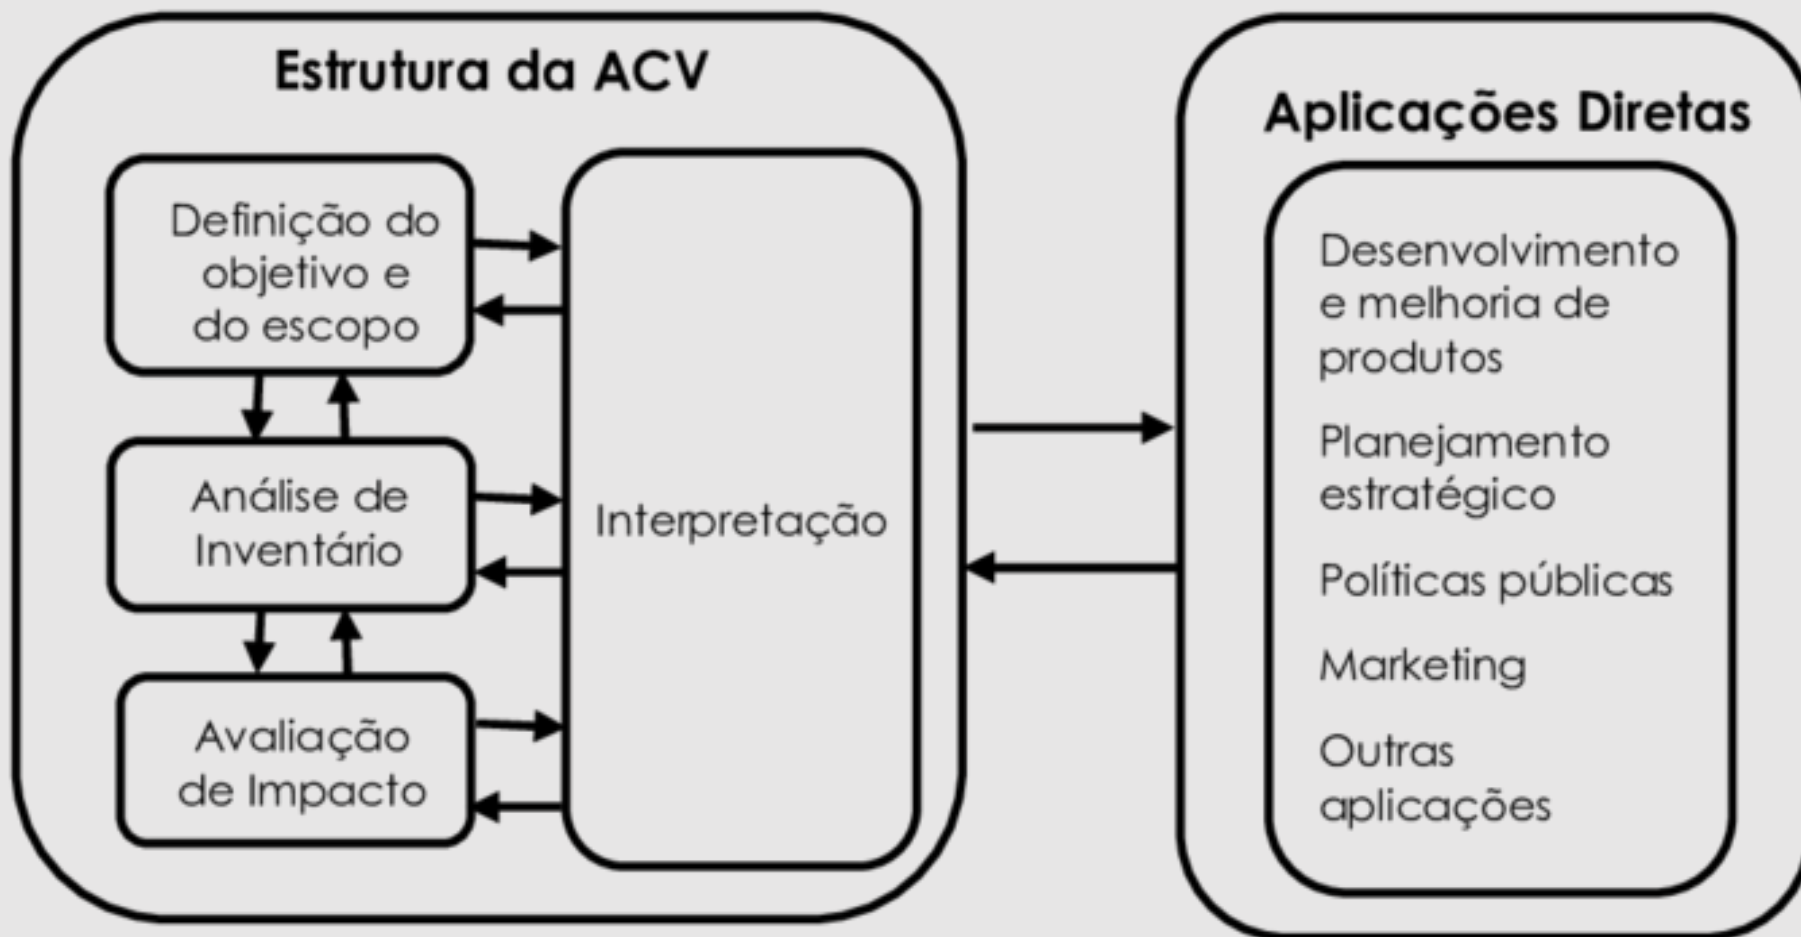 Estrutura da ACV
Definição do
objetivo e
do escopo
Análise de
Inventário
Avaliação
de Impacto
Interpretação
Aplicações Diretas
Desenvolvimento
e melhoria de
produtos
Planejamento
estratégico
Políticas públicas
Marketing
Outras
aplicações